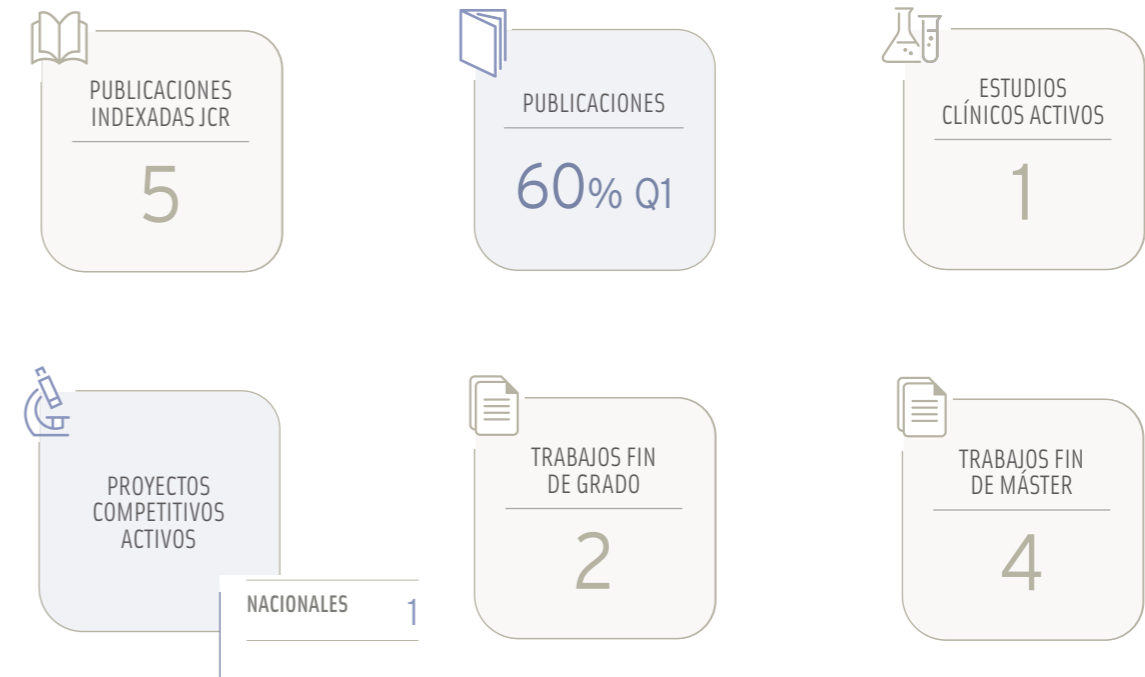 PUBLICACIONES
INDEXADAS JCR
5
PUBLICACIONES
60% Q1
ESTUDIOS
CLÍNICOS ACTIVOS
1
PROYECTOS
COMPETITIVOS
ACTIVOS
NACIONALES 1
TRABAJOS FIN
DE GRADO
2
TRABAJOS FIN
DE MÁSTER
4